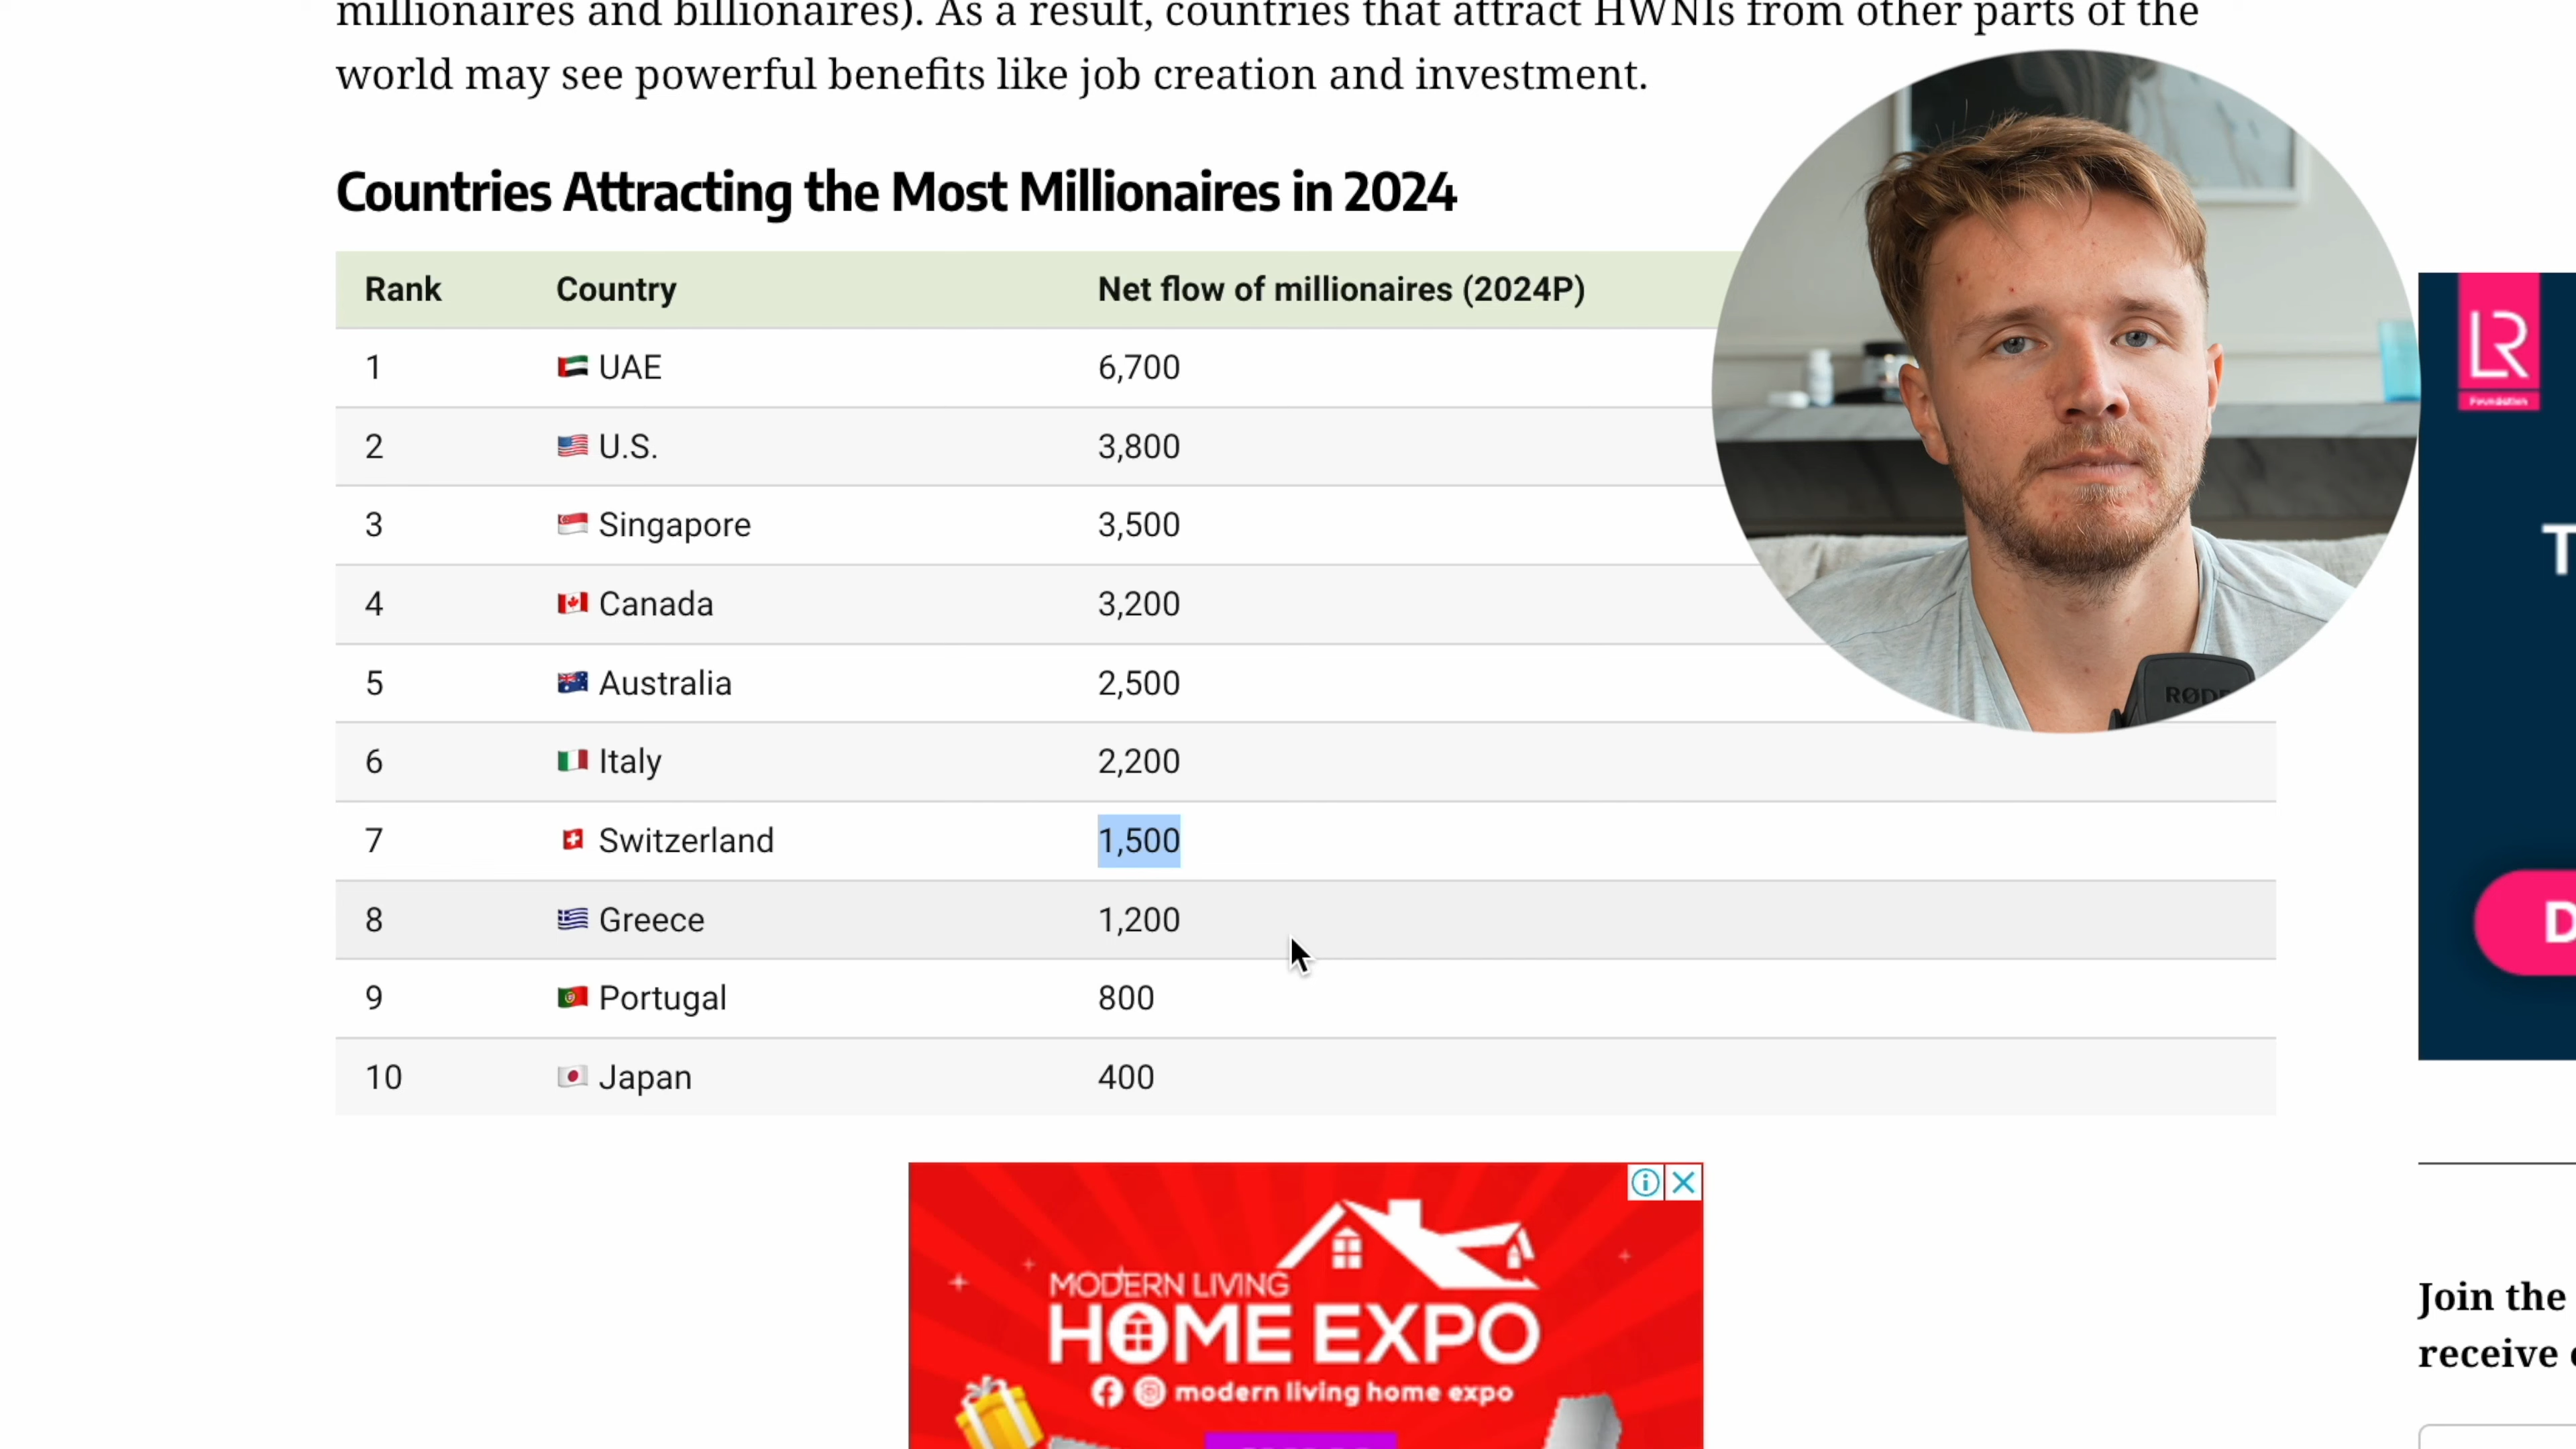 millionaires and billionaires). As a result, countries that attract HWNIs from other parts of the
world may see powerful benefits like job creation and investment.
Countries Attracting the Most Millionaires in 2024
Rank Country Net flow of millionaires (2024P)
1 UAE 6,700
2 U.S. 3,800
3 Singapore 3,500
4 Canada 3,200
5 Australia 2,500
6 Italy 2,200
7 Switzerland 1,500
8 Greece 1,200
9 Portugal 800
10 Japan 400
RØDE
LR
Foundation
T
D
MODERN LIVING
HOME EXPO
modern living home expo
Join the
receive